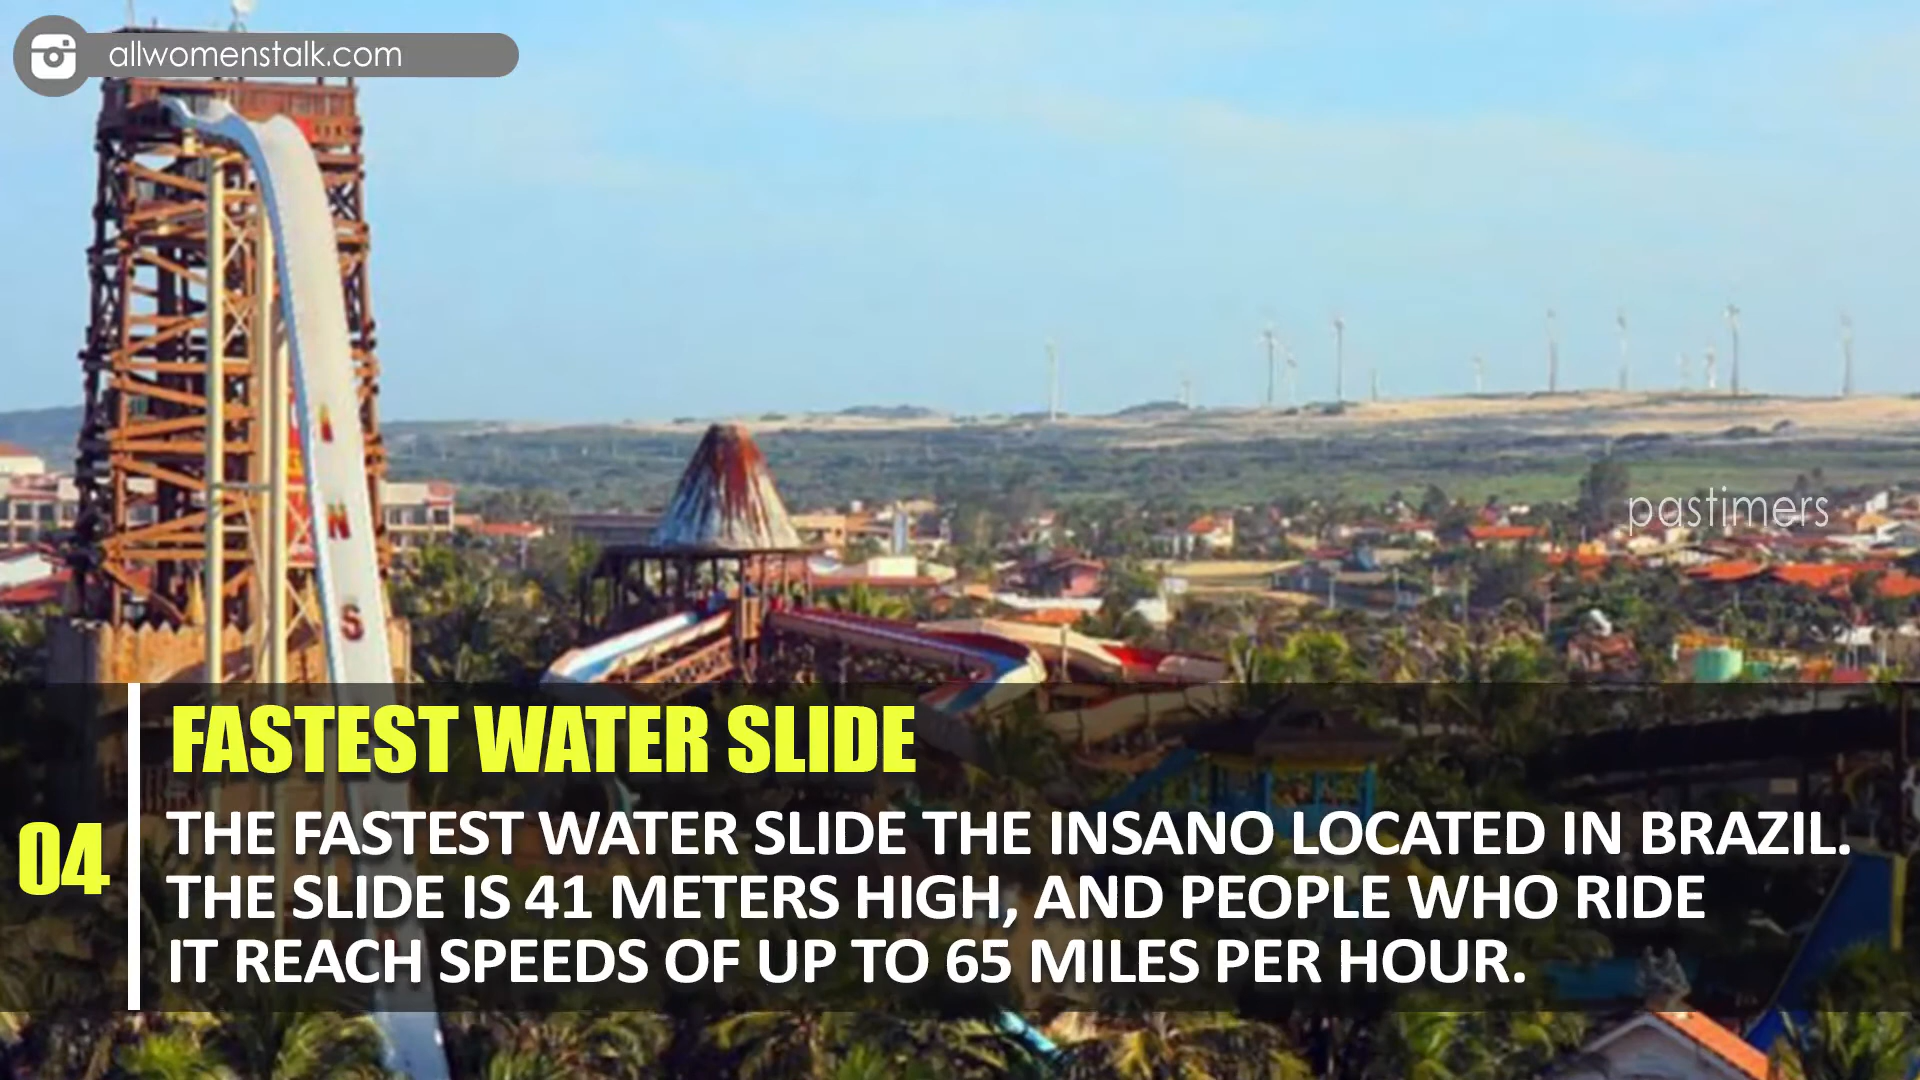 allwomenstalk.com
I
N
S
pastimers
FASTEST WATER SLIDE
04
THE FASTEST WATER SLIDE THE INSANO LOCATED IN BRAZIL.
THE SLIDE IS 41 METERS HIGH, AND PEOPLE WHO RIDE
IT REACH SPEEDS OF UP TO 65 MILES PER HOUR.